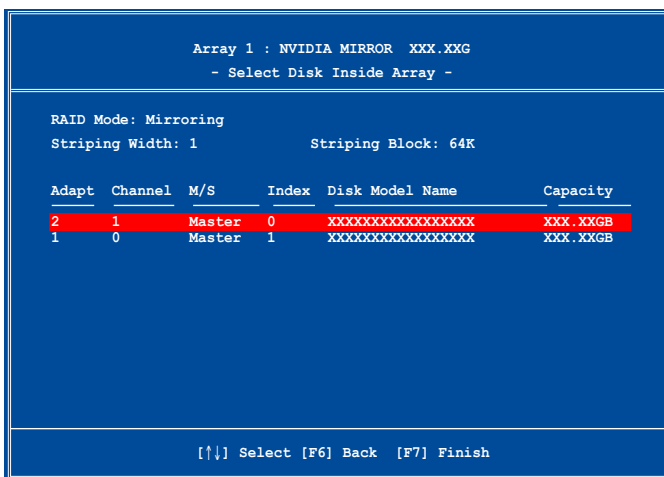 Array 1 : NVIDIA MIRROR XXX.XXG
- Select Disk Inside Array -
RAID Mode: Mirroring
Striping Width: 1 Striping Block: 64K
Adapt Channel M/S Index Disk Model Name Capacity
2 1 Master 0 XXXXXXXXXXXXXXXXX XXX.XXGB
1 0 Master 1 XXXXXXXXXXXXXXXXX XXX.XXGB
[↑↓] Select [F6] Back [F7] Finish